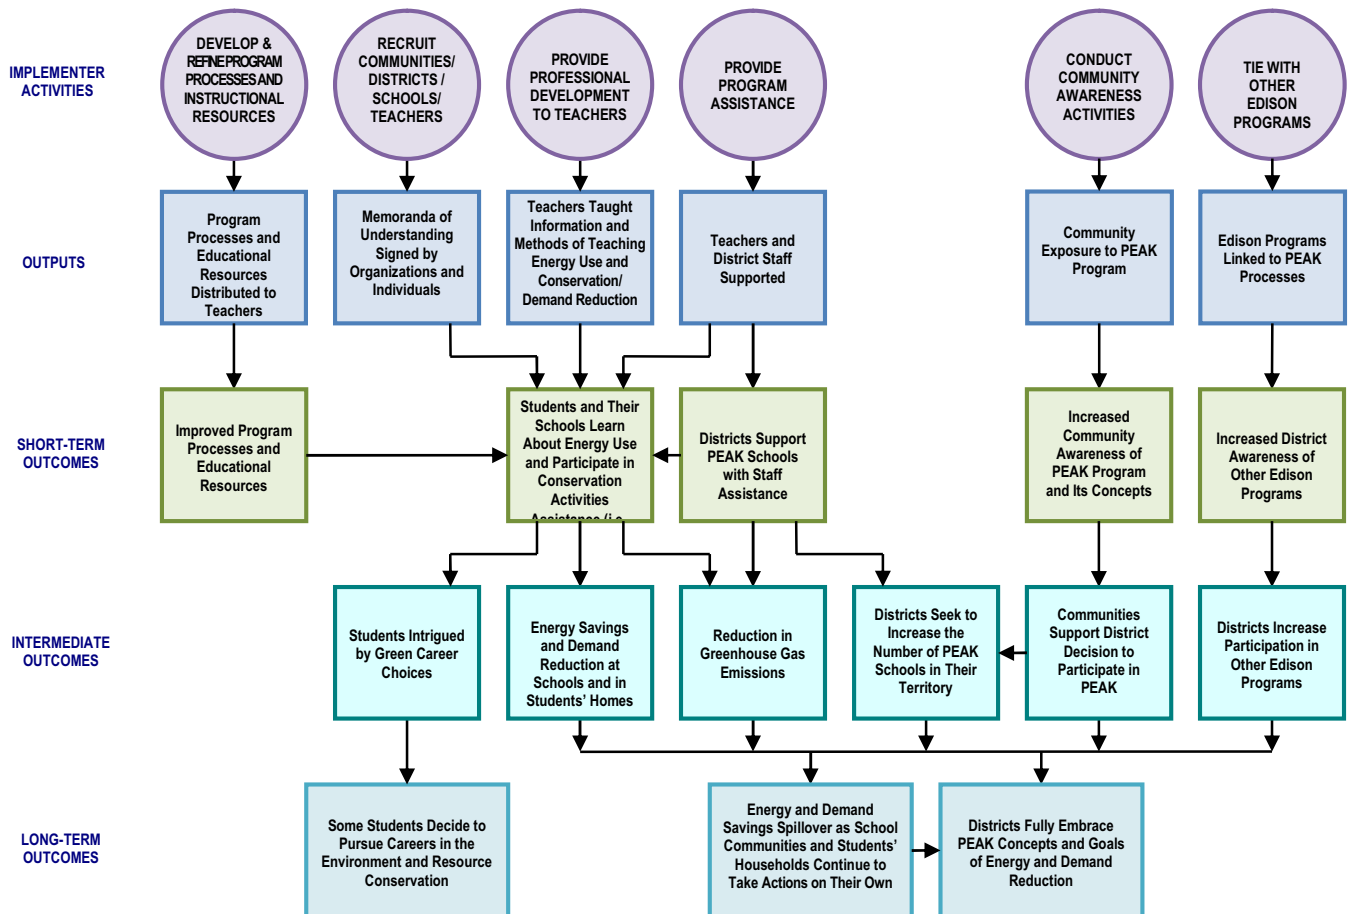 IMPLEMENTER
ACTIVITIES
DEVELOP &
REFINE PROGRAM
PROCESSES AND
INSTRUCTIONAL
RESOURCES
RECRUIT
COMMUNITIES/
DISTRICTS /
SCHOOLS/
TEACHERS
PROVIDE
PROFESSIONAL
DEVELOPMENT
TO TEACHERS
PROVIDE
PROGRAM
ASSISTANCE
CONDUCT
COMMUNITY
AWARENESS
ACTIVITIES
TIE WITH
OTHER
EDISON
PROGRAMS
OUTPUTS
Program
Processes and
Educational
Resources
Distributed to
Teachers
Memoranda of
Understanding
Signed by
Organizations and
Individuals
Teachers Taught
Information and
Methods of Teaching
Energy Use and
Conservation/
Demand Reduction
Teachers and
District Staff
Supported
Community
Exposure to PEAK
Program
Edison Programs
Linked to PEAK
Processes
SHORT-TERM
OUTCOMES
Improved Program
Processes and
Educational
Resources
Students and Their
Schools Learn
About Energy Use
and Participate in
Conservation
Activities
Assistance (i.e.
Districts Support
PEAK Schools
with Staff
Assistance
Increased
Community
Awareness of
PEAK Program
and Its Concepts
Increased District
Awareness of
Other Edison
Programs
INTERMEDIATE
OUTCOMES
Students Intrigued
by Green Career
Choices
Energy Savings
and Demand
Reduction at
Schools and in
Students’ Homes
Reduction in
Greenhouse Gas
Emissions
Districts Seek to
Increase the
Number of PEAK
Schools in Their
Territory
Communities
Support District
Decision to
Participate in
PEAK
Districts Increase
Participation in
Other Edison
Programs
LONG-TERM
OUTCOMES
Some Students Decide to
Pursue Careers in the
Environment and Resource
Conservation
Energy and Demand
Savings Spillover as School
Communities and Students’
Households Continue to
Take Actions on Their Own
Districts Fully Embrace
PEAK Concepts and Goals
of Energy and Demand
Reduction